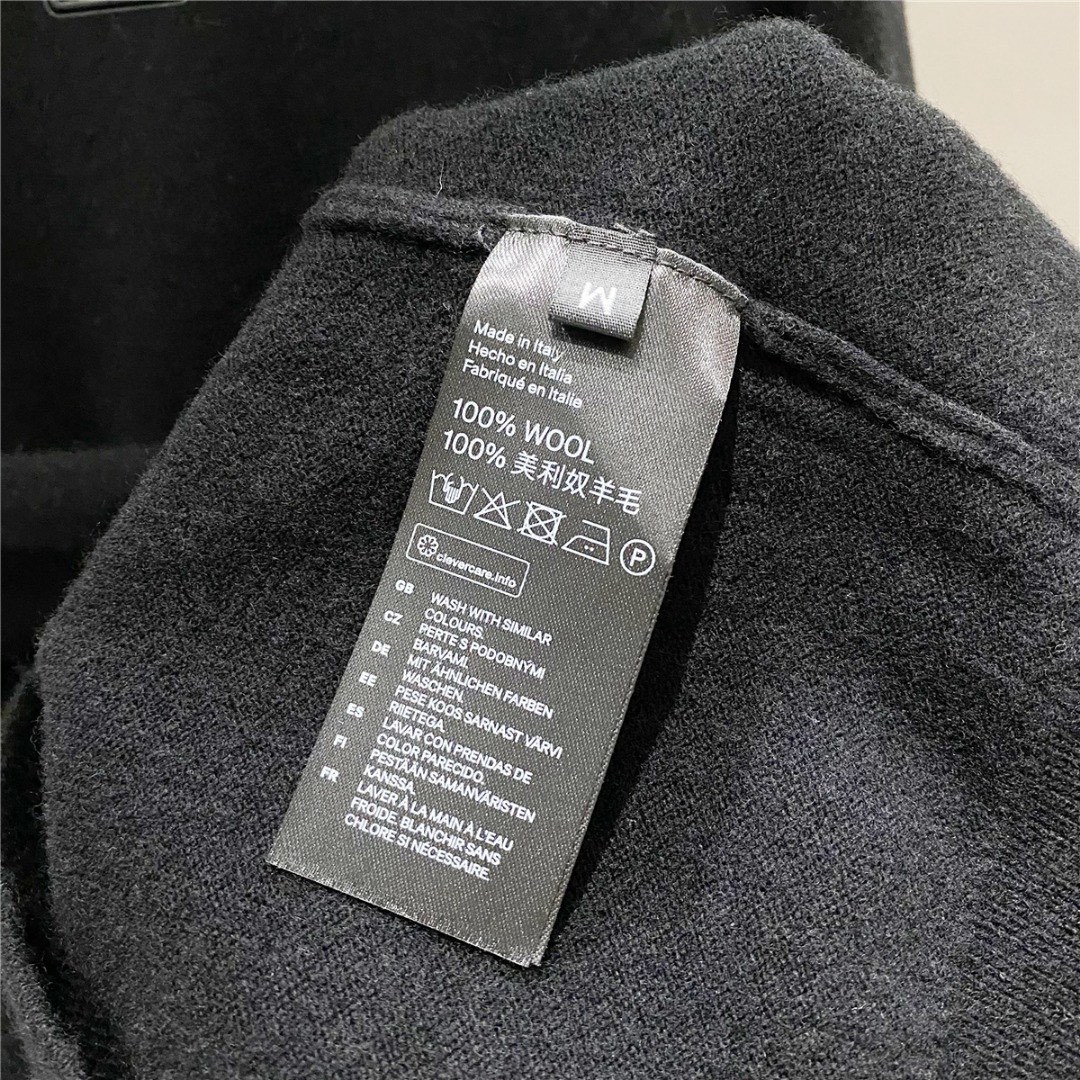 M
Made in Italy
Hecho en Italia
Fabriqué en Italie
100% WOOL
100% 美利奴羊毛
P
clevercare.info
GB WASH WITH SIMILAR
COLOURS.
CZ PERTE S PODOBNÝMI
BARVAMI.
DE MIT ÄHNLICHEN FARBEN
WASCHEN.
EE PESE KOOS SARNAST VÄRVI
RIIETEGA.
ES LAVAR CON PRENDAS DE
COLOR PARECIDO.
FI PESTÄÄN SAMANVÄRISTEN
KANSSA.
FR LAVER À LA MAIN À L'EAU
FROIDE. BLANCHIR SANS
CHLORE SI NÉCESSAIRE.